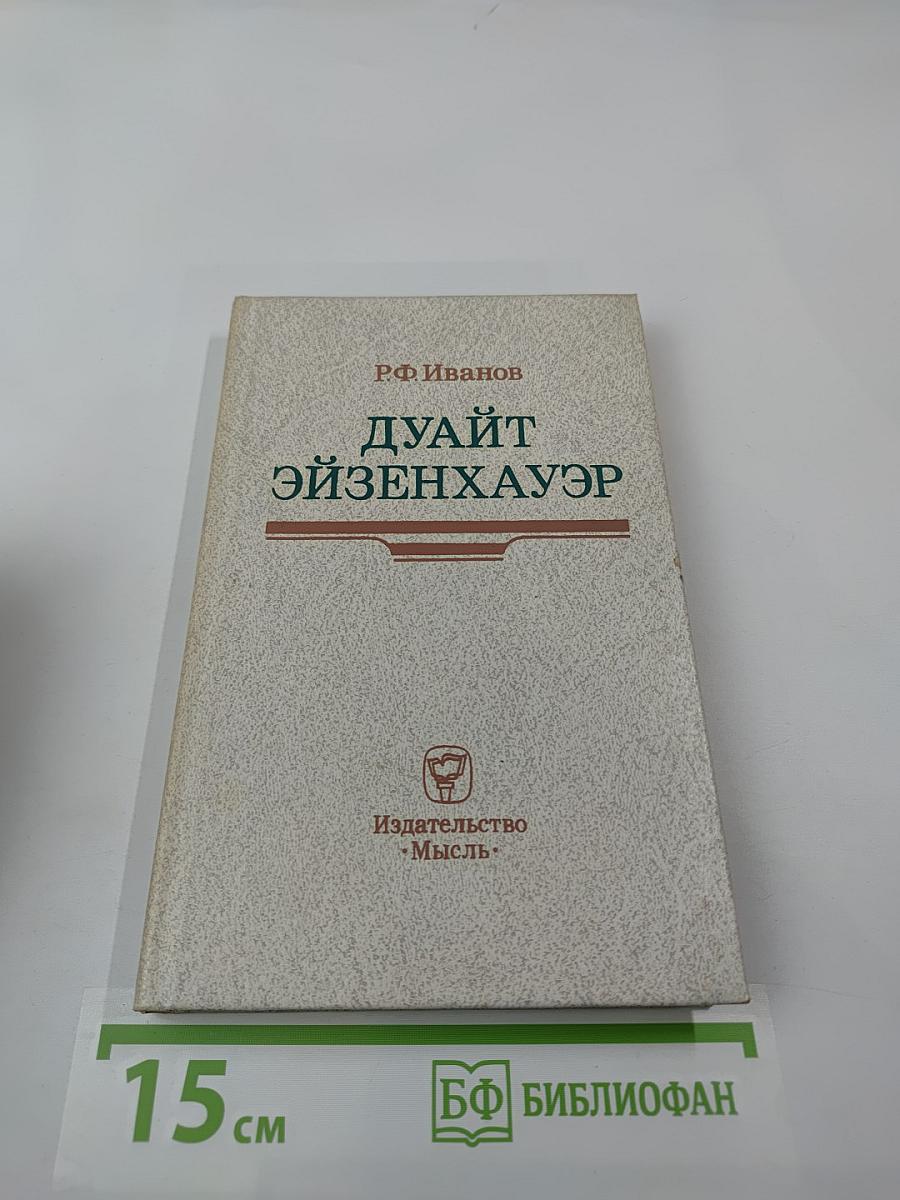 Р.Ф. Иванов
ДУАЙТ
ЭЙЗЕНХАУЭР
Издательство
·Мысль·
15 см
БФ БИБЛИОФАН